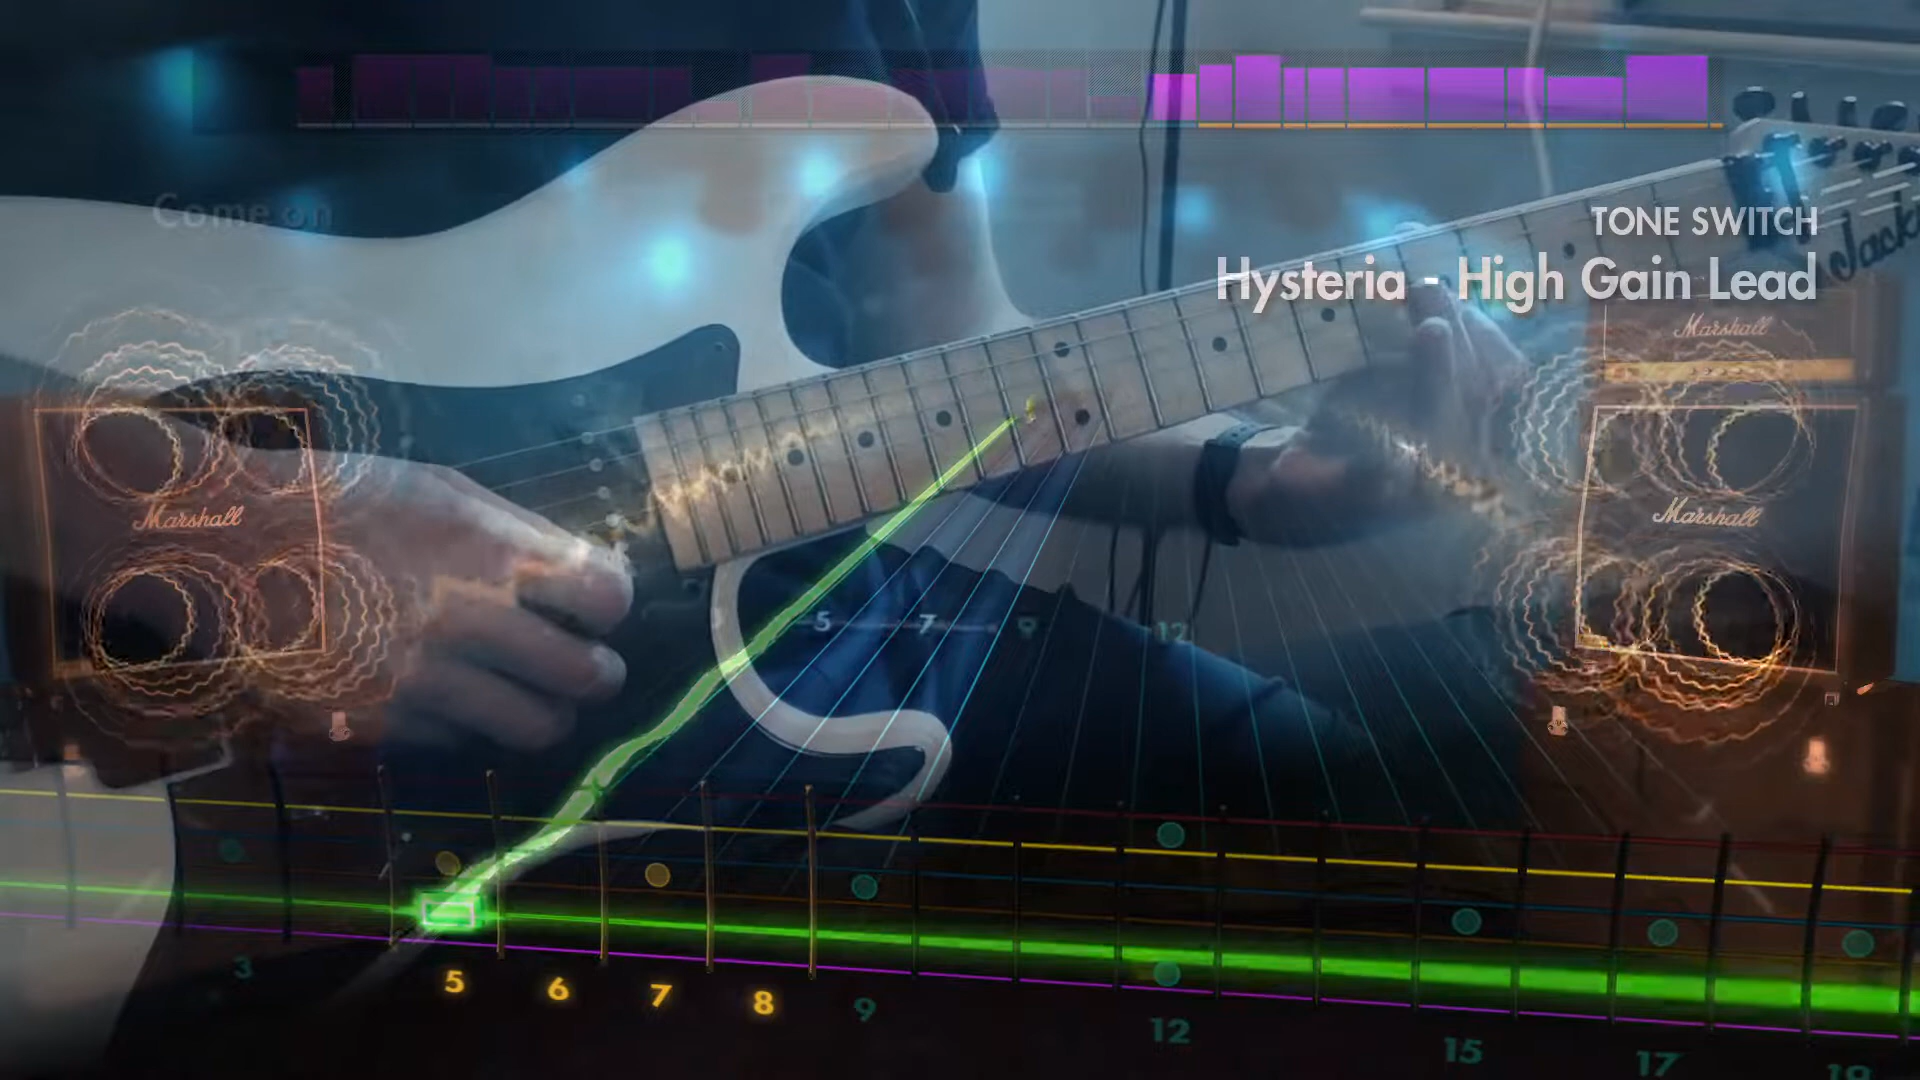 Come on
TONE SWITCH
Hysteria - High Gain Lead
Marshall
Marshall
Marshall
5 7 9 12
3 5 6 7 8 9 12 15 17 19